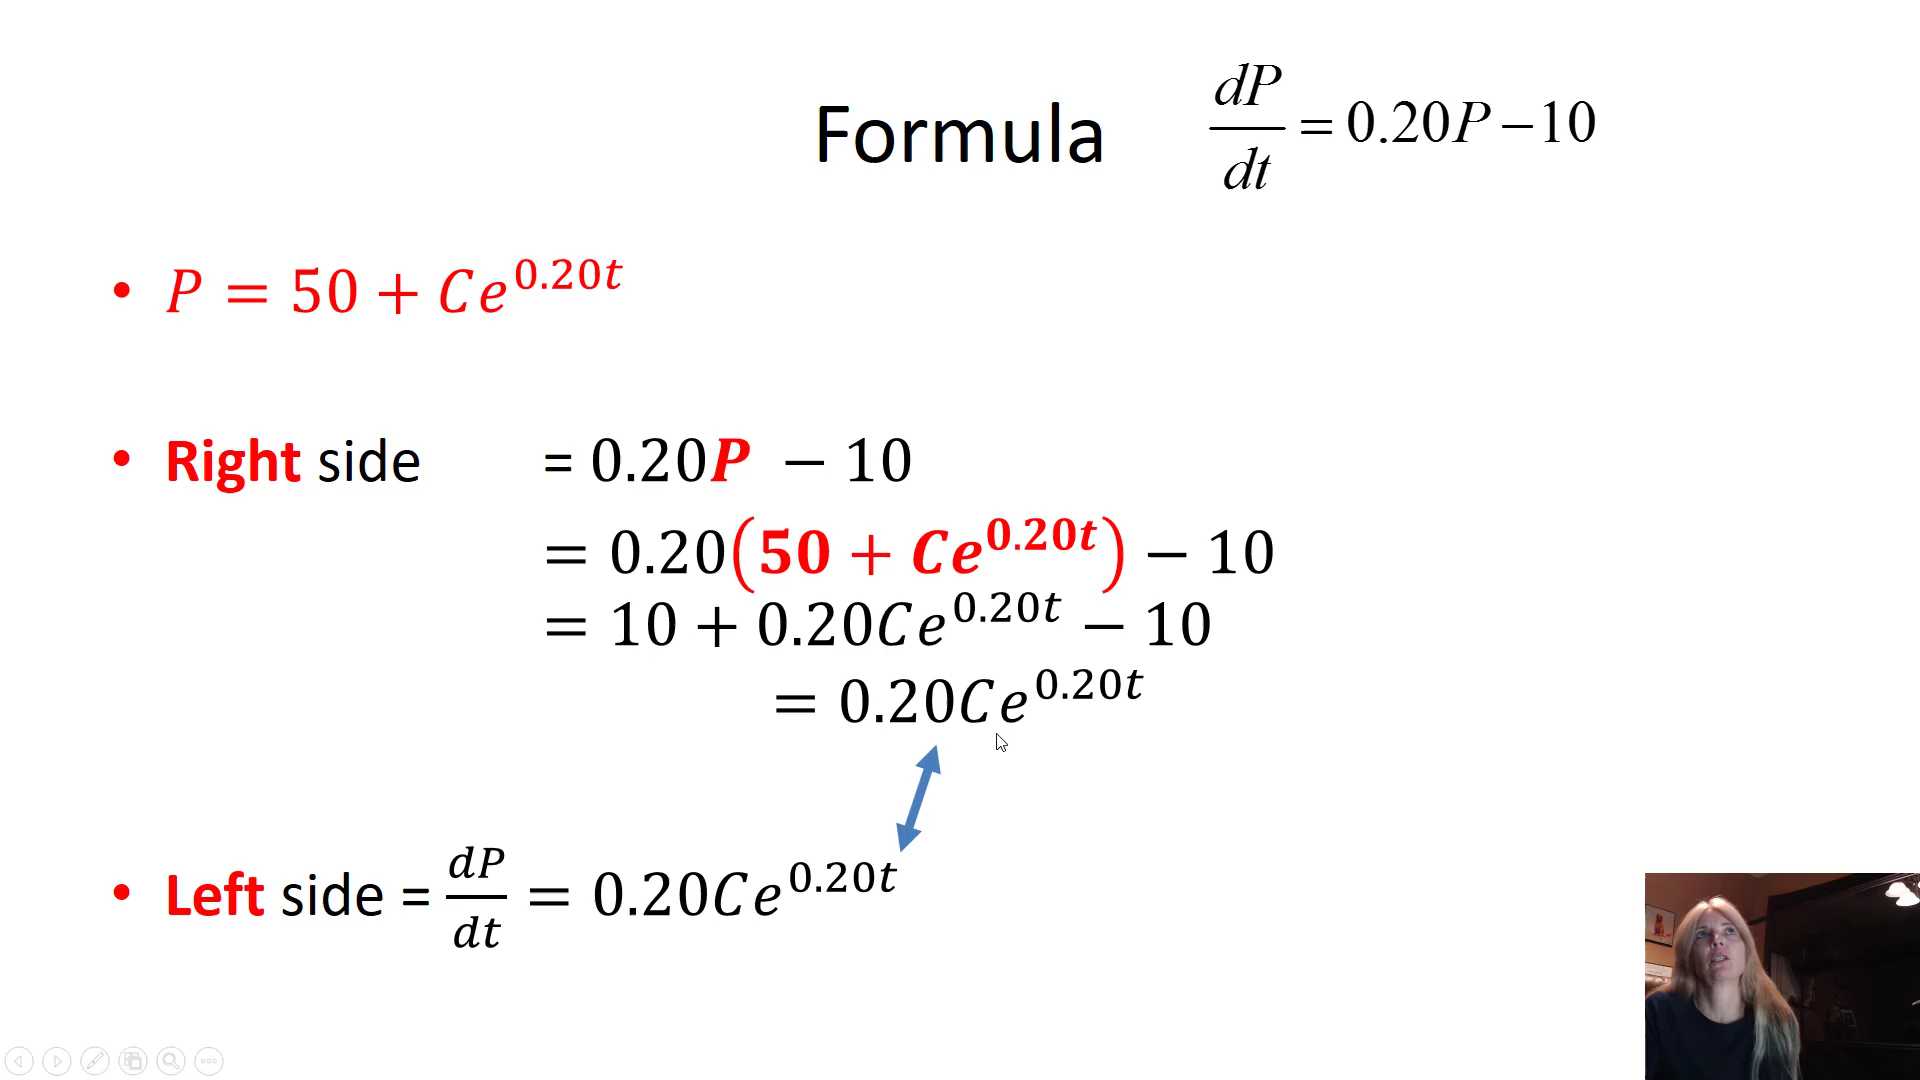 Formula
dP/dt = 0.20P − 10
• P = 50 + Ce^{0.20t}
• Right side = 0.20P − 10
= 0.20(50 + Ce^{0.20t}) − 10
= 10 + 0.20Ce^{0.20t} − 10
= 0.20Ce^{0.20t}
• Left side = dP/dt = 0.20Ce^{0.20t}